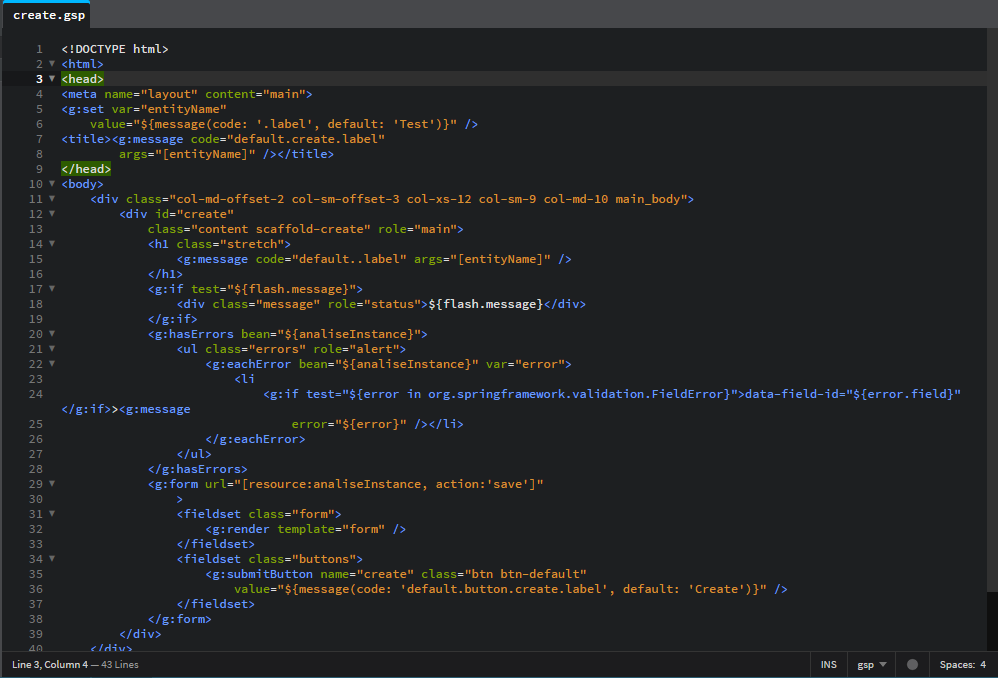 create.gsp
1 <!DOCTYPE html>
2 <html>
3 <head>
4 <meta name="layout" content="main">
5 <g:set var="entityName"
6     value="${message(code: '.label', default: 'Test')}" />
7 <title><g:message code="default.create.label"
8         args="[entityName]" /></title>
9 </head>
10 <body>
11     <div class="col-md-offset-2 col-sm-offset-3 col-xs-12 col-sm-9 col-md-10 main_body">
12         <div id="create"
13             class="content scaffold-create" role="main">
14             <h1 class="stretch">
15                 <g:message code="default..label" args="[entityName]" />
16             </h1>
17             <g:if test="${flash.message}">
18                 <div class="message" role="status">${flash.message}</div>
19             </g:if>
20             <g:hasErrors bean="${analiseInstance}">
21                 <ul class="errors" role="alert">
22                     <g:eachError bean="${analiseInstance}" var="error">
23                         <li
24                             <g:if test="${error in org.springframework.validation.FieldError}">data-field-id="${error.field}"
</g:if>><g:message
25                                 error="${error}" /></li>
26                     </g:eachError>
27                 </ul>
28             </g:hasErrors>
29             <g:form url="[resource:analiseInstance, action:'save']"
30                 >
31                 <fieldset class="form">
32                     <g:render template="form" />
33                 </fieldset>
34                 <fieldset class="buttons">
35                     <g:submitButton name="create" class="btn btn-default"
36                         value="${message(code: 'default.button.create.label', default: 'Create')}" />
37                 </fieldset>
38             </g:form>
39         </div>
40     </div>
Line 3, Column 4 — 43 Lines INS gsp Spaces: 4